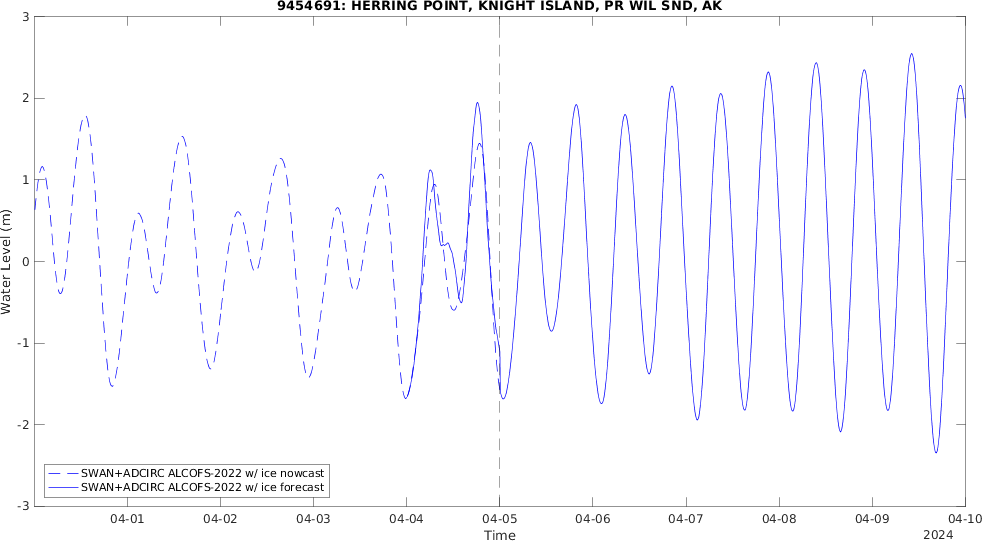 9454691: HERRING POINT, KNIGHT ISLAND, PR WIL SND, AK
3
2
1
0
-1
-2
-3
Water Level (m)
SWAN+ADCIRC ALCOFS-2022 w/ ice nowcast
SWAN+ADCIRC ALCOFS-2022 w/ ice forecast
04-01 04-02 04-03 04-04 04-05 04-06 04-07 04-08 04-09 04-10
Time
2024